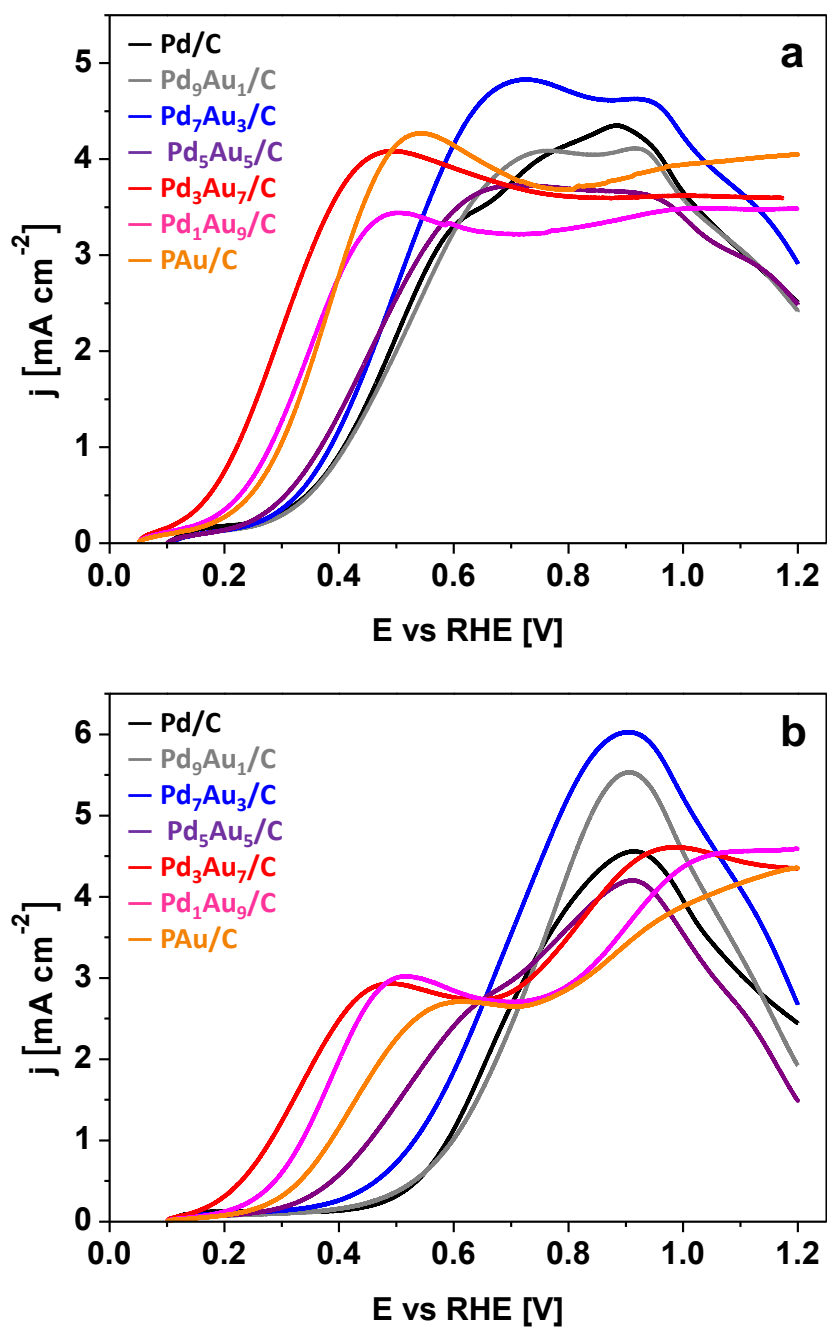 a
5
4
3
2
1
0
j [mA cm⁻²]
Pd/C
Pd₉Au₁/C
Pd₇Au₃/C
Pd₅Au₅/C
Pd₃Au₇/C
Pd₁Au₉/C
PAu/C
0.0 0.2 0.4 0.6 0.8 1.0 1.2
E vs RHE [V]
b
6
5
4
3
2
1
0
j [mA cm⁻²]
Pd/C
Pd₉Au₁/C
Pd₇Au₃/C
Pd₅Au₅/C
Pd₃Au₇/C
Pd₁Au₉/C
PAu/C
0.0 0.2 0.4 0.6 0.8 1.0 1.2
E vs RHE [V]